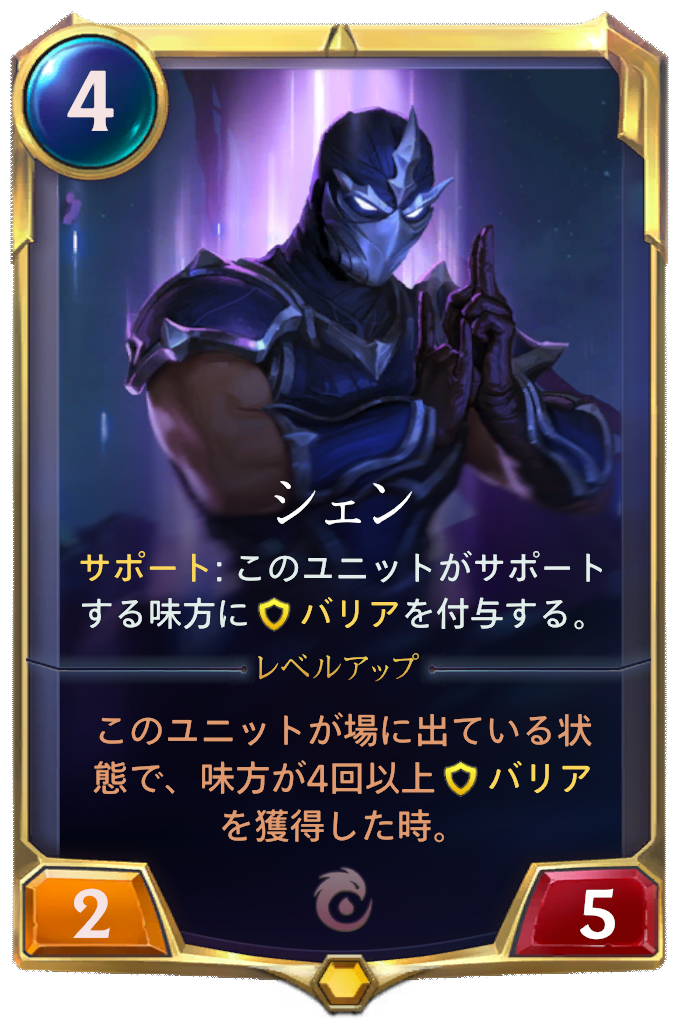 4
シェン
サポート: このユニットがサポート
する味方に バリアを付与する。
レベルアップ
このユニットが場に出ている状
態で、味方が4回以上 バリア
を獲得した時。
2
5